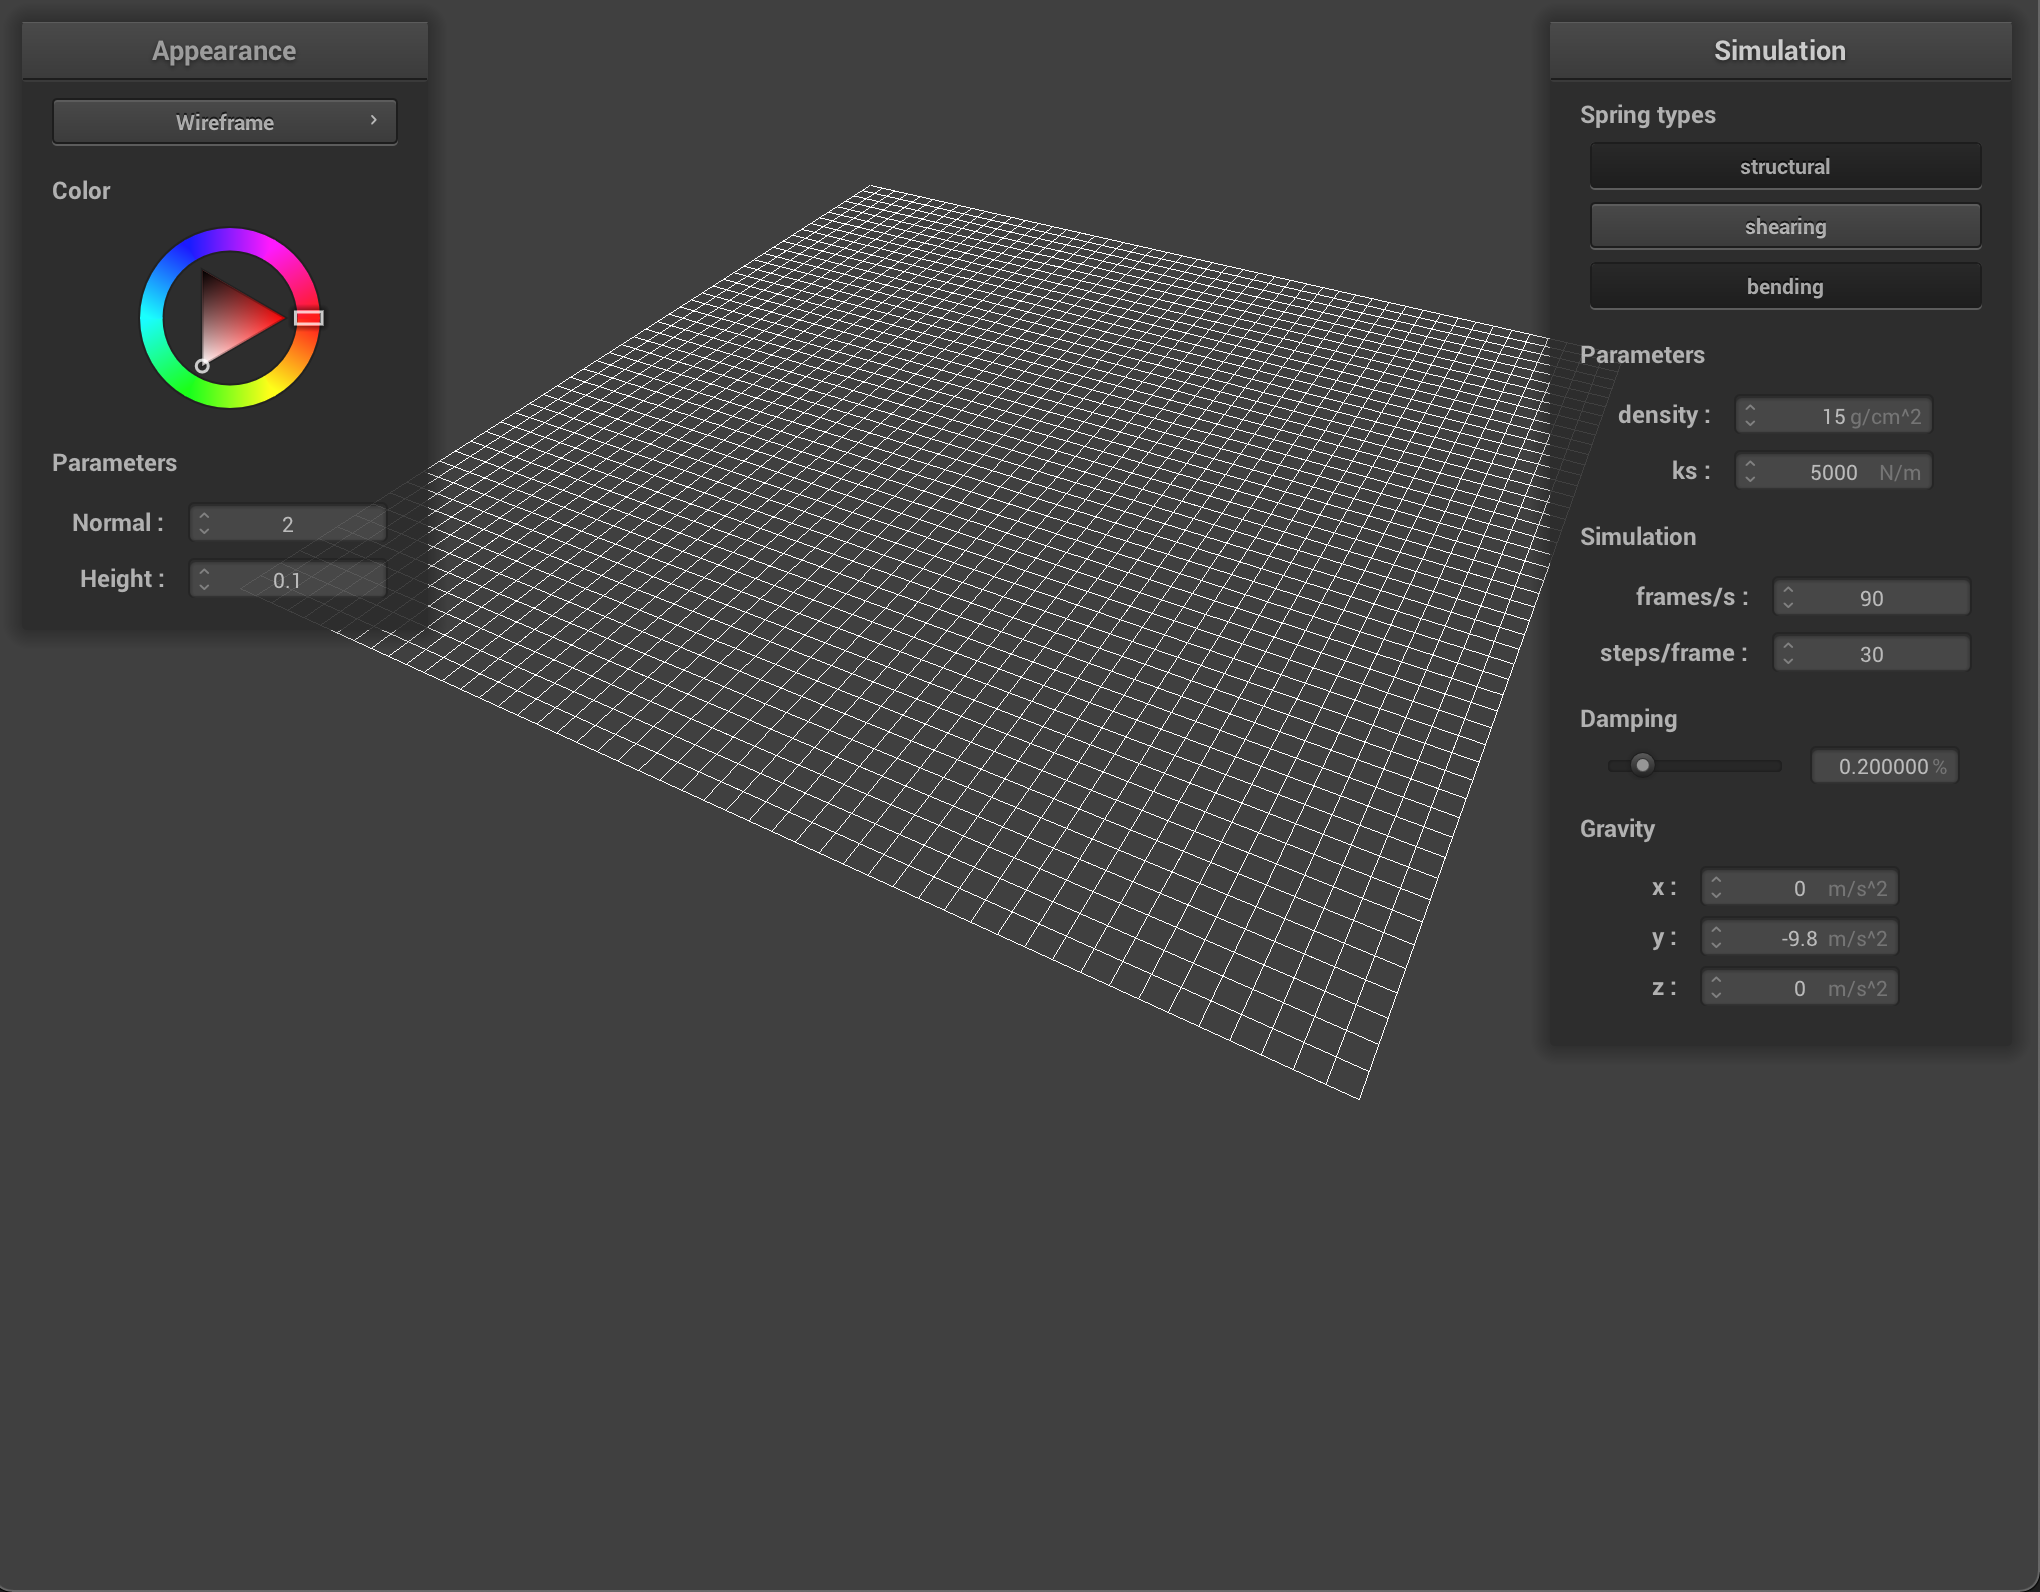 Appearance
Wireframe
Color
Parameters
Normal : 2
Height : 0.1
Simulation
Spring types
structural
shearing
bending
Parameters
density : 15 g/cm^2
ks : 5000 N/m
Simulation
frames/s : 90
steps/frame : 30
Damping
0.200000 %
Gravity
x : 0 m/s^2
y : -9.8 m/s^2
z : 0 m/s^2